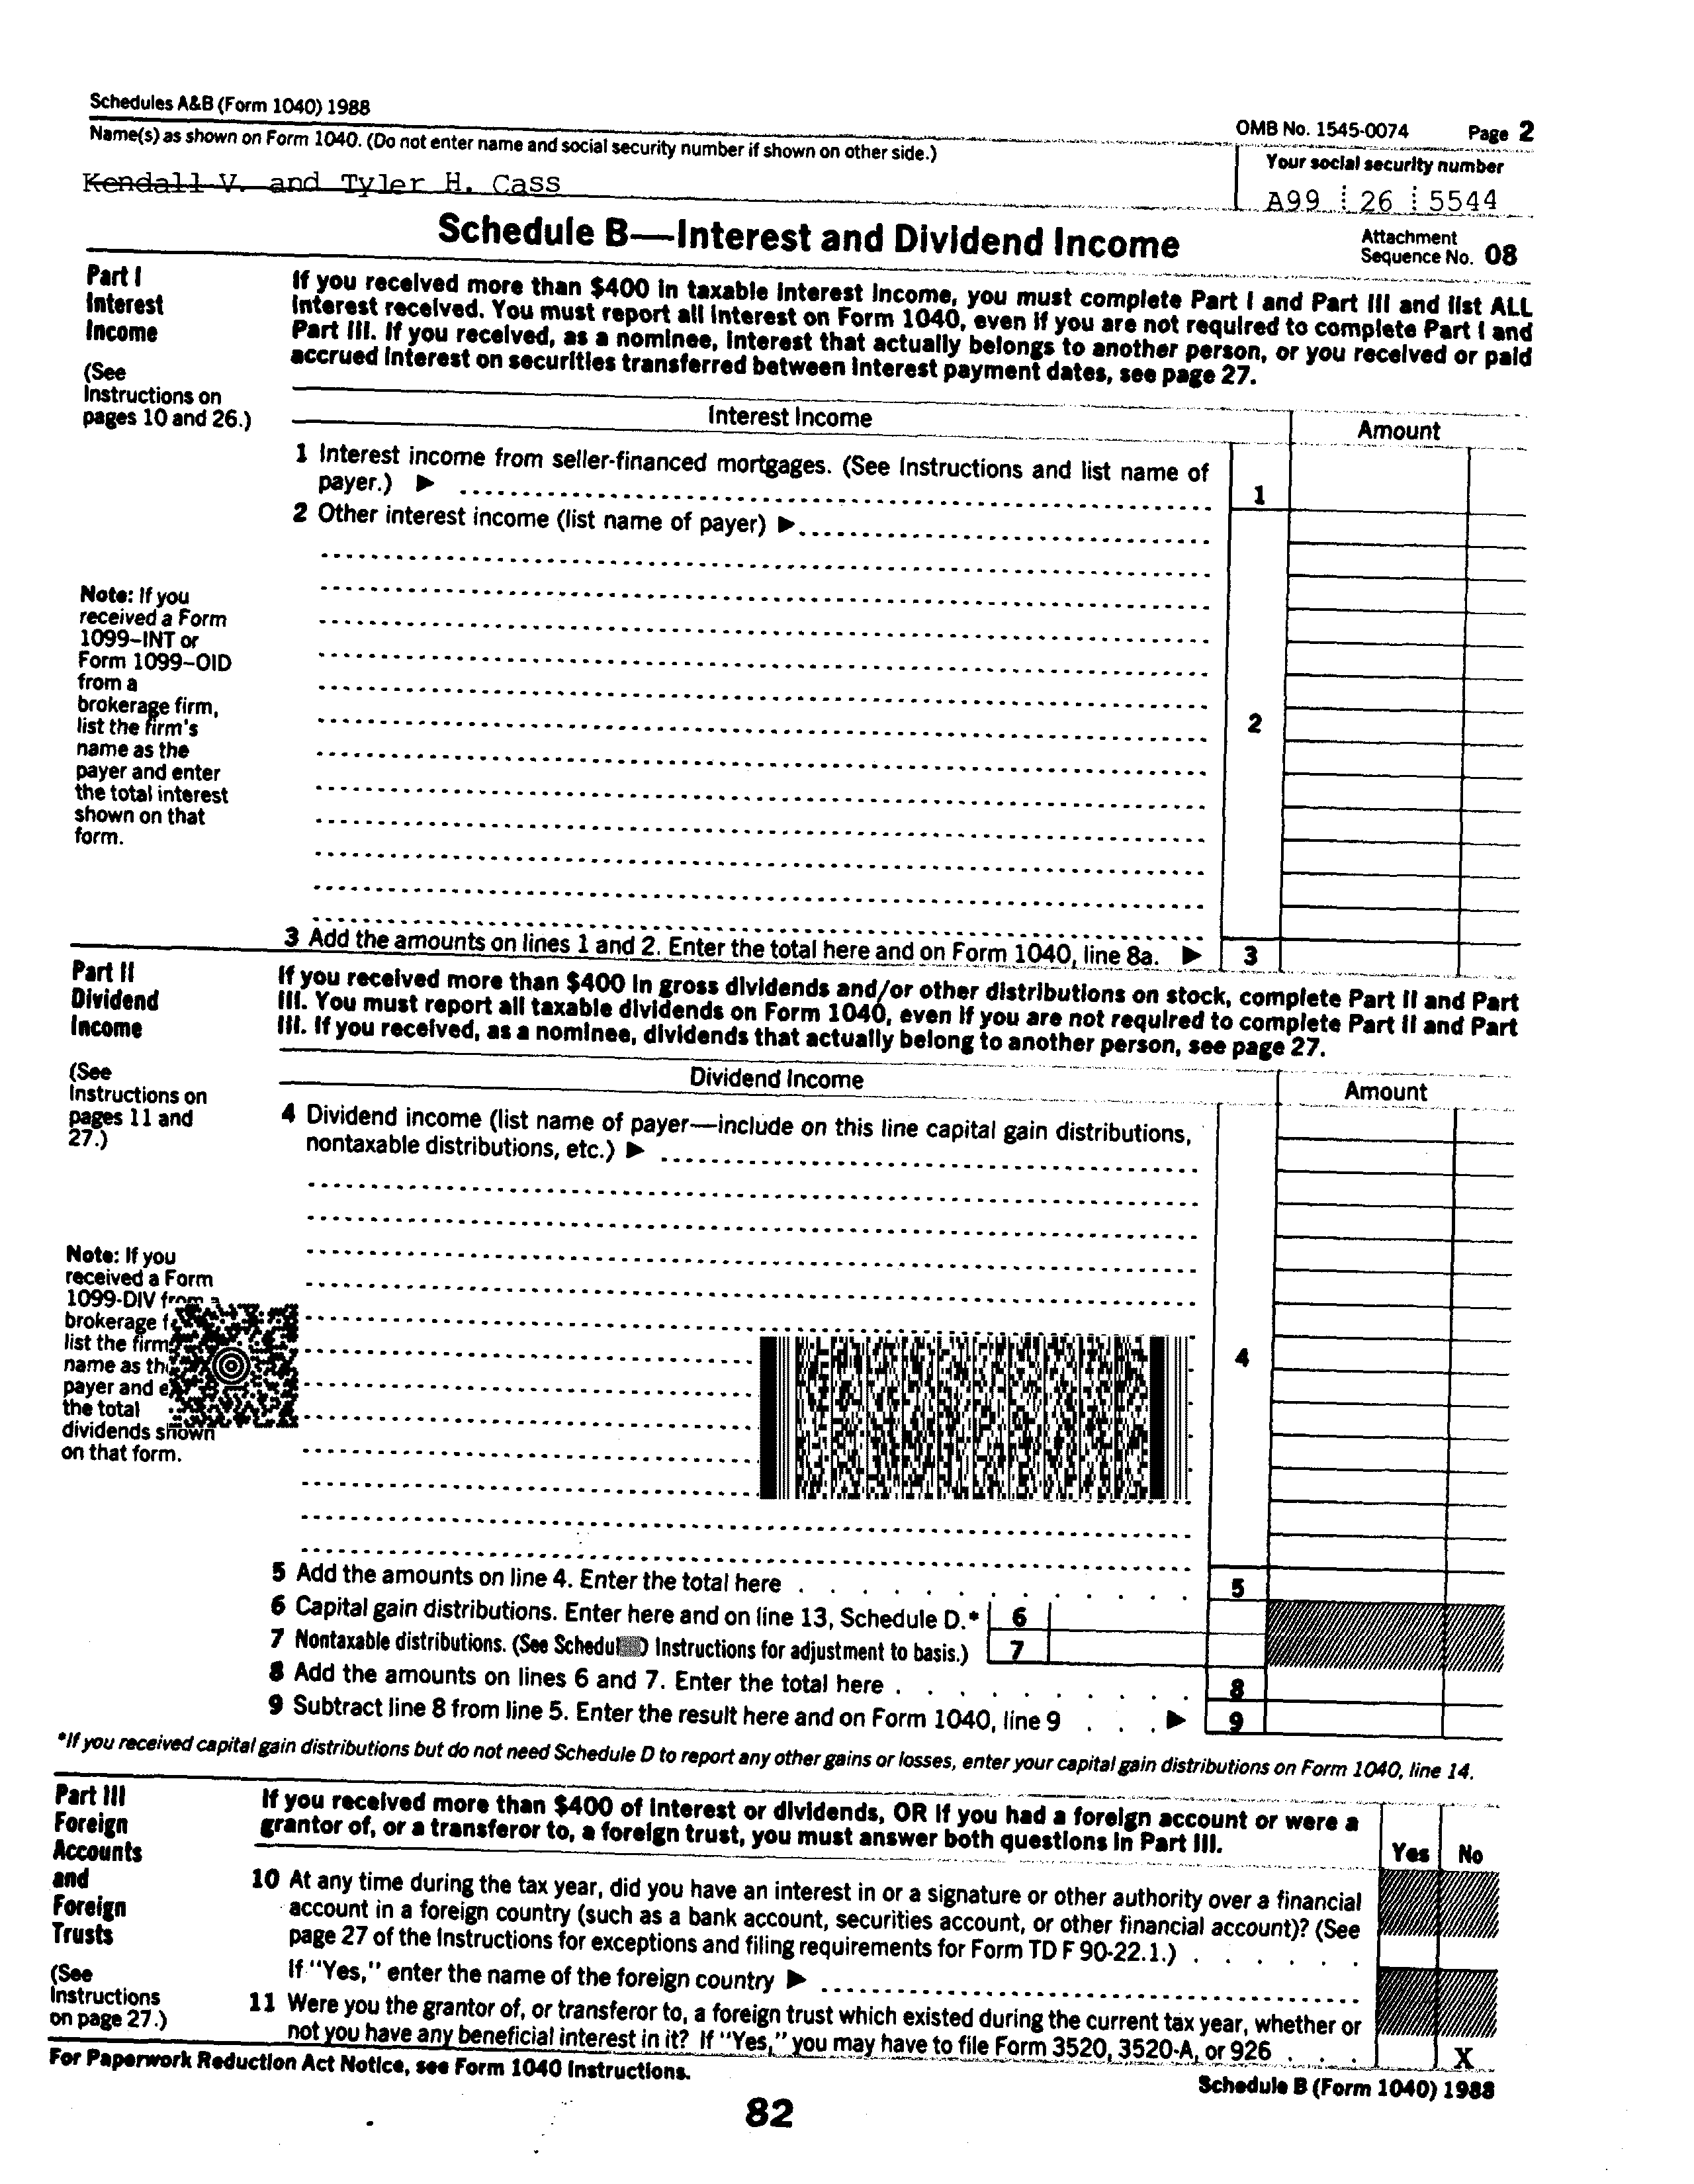 Schedules A&B (Form 1040) 1988
OMB No. 1545-0074 Page 2
Name(s) as shown on Form 1040. (Do not enter name and social security number if shown on other side.)
Your social security number
Kendall V. and Tyler H. Cass
A99 26 5544
Schedule B—Interest and Dividend Income
Attachment
Sequence No. 08
Part I
Interest
Income
(See
Instructions on
pages 10 and 26.)
If you received more than $400 in taxable interest income, you must complete Part I and Part III and list ALL
interest received. You must report all interest on Form 1040, even if you are not required to complete Part I and
Part III. If you received, as a nominee, interest that actually belongs to another person, or you received or paid
accrued interest on securities transferred between interest payment dates, see page 27.
Interest Income
Amount
1 Interest income from seller-financed mortgages. (See Instructions and list name of
payer.) ▶
1
2 Other interest income (list name of payer) ▶
Note: If you
received a Form
1099–INT or
Form 1099–OID
from a
brokerage firm,
list the firm's
name as the
payer and enter
the total interest
shown on that
form.
2
3 Add the amounts on lines 1 and 2. Enter the total here and on Form 1040, line 8a. ▶ 3
Part II
Dividend
Income
(See
Instructions on
pages 11 and
27.)
If you received more than $400 in gross dividends and/or other distributions on stock, complete Part II and Part
III. You must report all taxable dividends on Form 1040, even if you are not required to complete Part II and Part
III. If you received, as a nominee, dividends that actually belong to another person, see page 27.
Dividend Income
Amount
4 Dividend income (list name of payer—include on this line capital gain distributions,
nontaxable distributions, etc.) ▶
Note: If you
received a Form
1099-DIV from a
brokerage
list the firm
name as
payer and
the total
dividends shown
on that form.
4
5 Add the amounts on line 4. Enter the total here . . . . . . . . . . . 5
6 Capital gain distributions. Enter here and on line 13, Schedule D.* 6
7 Nontaxable distributions. (See Schedule D Instructions for adjustment to basis.) 7
8 Add the amounts on lines 6 and 7. Enter the total here . . . . . . . . . . 8
9 Subtract line 8 from line 5. Enter the result here and on Form 1040, line 9 . . . ▶ 9
*If you received capital gain distributions but do not need Schedule D to report any other gains or losses, enter your capital gain distributions on Form 1040, line 14.
Part III
Foreign
Accounts
and
Foreign
Trusts
(See
Instructions
on page 27.)
If you received more than $400 of interest or dividends, OR if you had a foreign account or were a
grantor of, or a transferor to, a foreign trust, you must answer both questions in Part III.
Yes No
10 At any time during the tax year, did you have an interest in or a signature or other authority over a financial
account in a foreign country (such as a bank account, securities account, or other financial account)? (See
page 27 of the Instructions for exceptions and filing requirements for Form TD F 90-22.1.) . . . . . .
If "Yes," enter the name of the foreign country ▶
11 Were you the grantor of, or transferor to, a foreign trust which existed during the current tax year, whether or
not you have any beneficial interest in it? If "Yes," you may have to file Form 3520, 3520-A, or 926 . . . X
For Paperwork Reduction Act Notice, see Form 1040 Instructions.
Schedule B (Form 1040) 1988
82